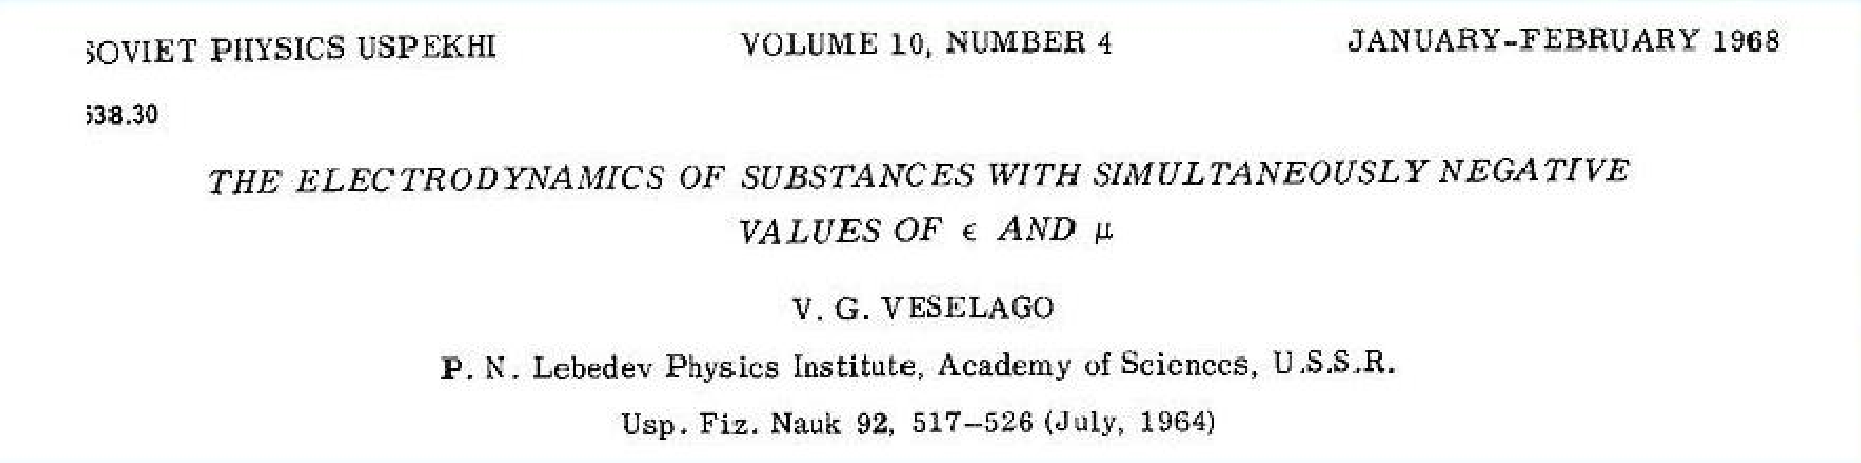 SOVIET PHYSICS USPEKHI VOLUME 10, NUMBER 4 JANUARY-FEBRUARY 1968
538.30
THE ELECTRODYNAMICS OF SUBSTANCES WITH SIMULTANEOUSLY NEGATIVE
VALUES OF ϵ AND μ
V. G. VESELAGO
P. N. Lebedev Physics Institute, Academy of Sciences, U.S.S.R.
Usp. Fiz. Nauk 92, 517–526 (July, 1964)